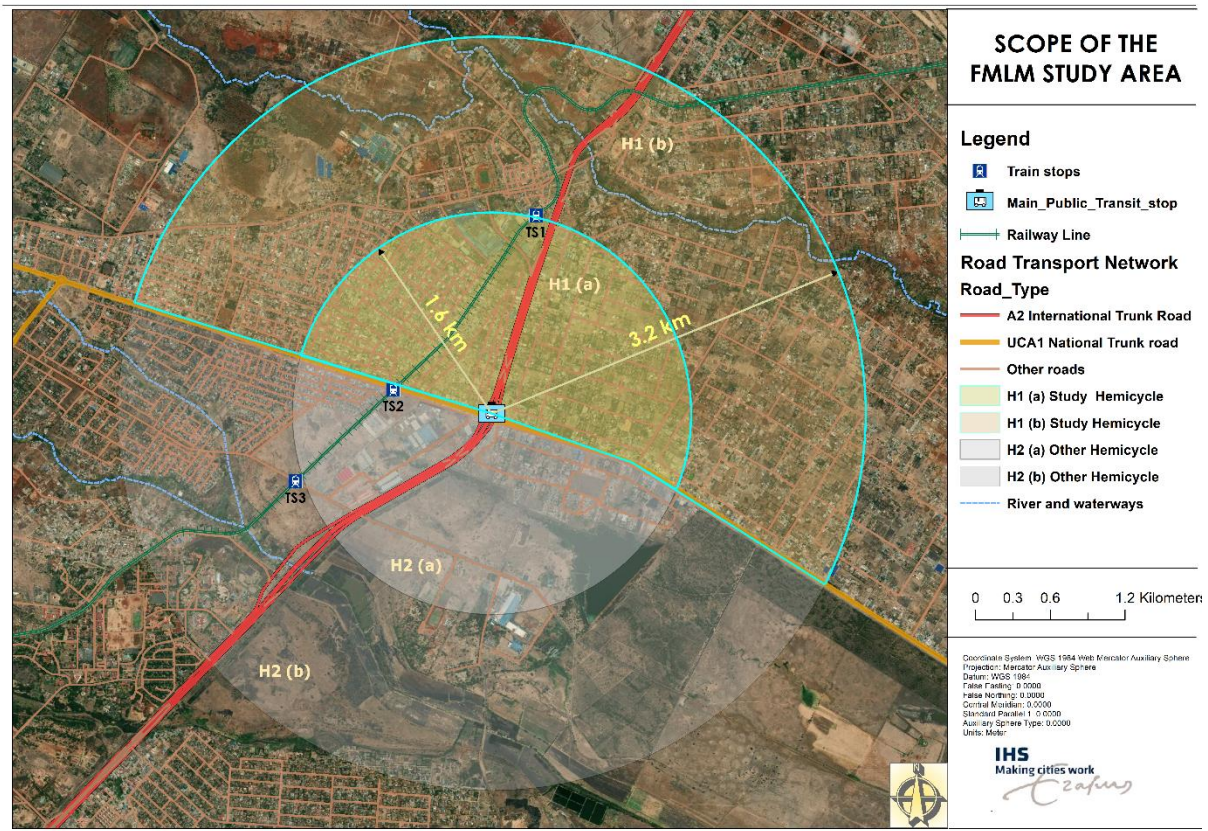 SCOPE OF THE
FMLM STUDY AREA
Legend
Train stops
Main_Public_Transit_stop
Railway Line
Road Transport Network
Road_Type
A2 International Trunk Road
UCA1 National Trunk road
Other roads
H1 (a) Study Hemicycle
H1 (b) Study Hemicycle
H2 (a) Other Hemicycle
H2 (b) Other Hemicycle
River and waterways
0 0.3 0.6 1.2 Kilometers
Coordinate System: WGS 1984 Web Mercator Auxiliary Sphere
Projection: Mercator Auxiliary Sphere
Datum: WGS 1984
False Easting: 0.0000
False Northing: 0.0000
Central Meridian: 0.0000
Standard Parallel 1: 0.0000
Auxiliary Sphere Type: 0.0000
Units: Meter
IHS
Making cities work
Erasmus
H1 (b)
TS1
H1 (a)
1.6 km
3.2 km
TS2
TS3
H2 (a)
H2 (b)